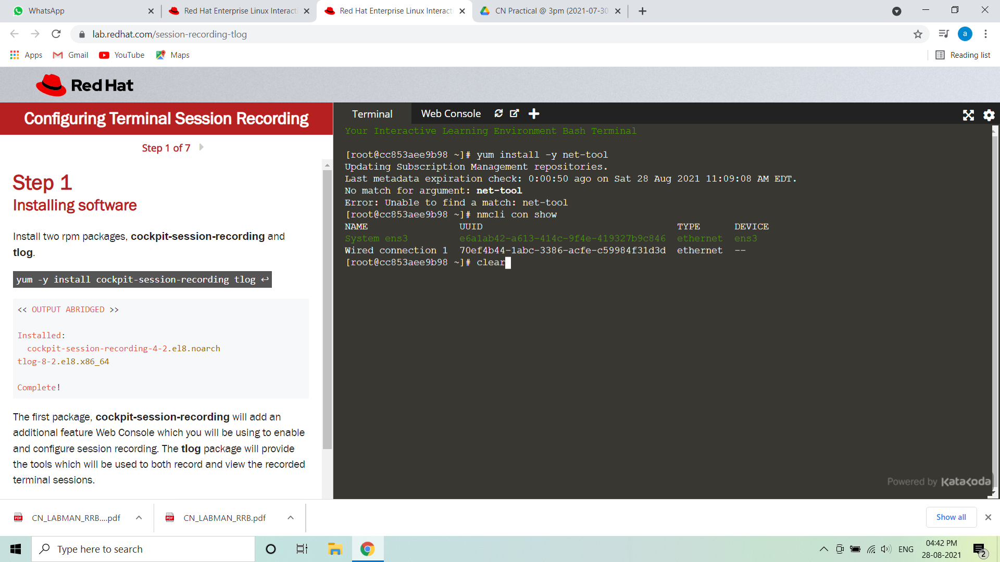 WhatsApp
Red Hat Enterprise Linux Interacti
Red Hat Enterprise Linux Interacti
CN Practical @ 3pm (2021-07-30
lab.redhat.com/session-recording-tlog
a
Apps
Gmail
YouTube
Maps
Reading list
Red Hat
Configuring Terminal Session Recording
Step 1 of 7
Step 1
Installing software
Install two rpm packages, cockpit-session-recording and
tlog.
yum -y install cockpit-session-recording tlog ↩
<< OUTPUT ABRIDGED >>
Installed:
cockpit-session-recording-4-2.el8.noarch
tlog-8-2.el8.x86_64
Complete!
The first package, cockpit-session-recording will add an
additional feature Web Console which you will be using to enable
and configure session recording. The tlog package will provide
the tools which will be used to both record and view the recorded
terminal sessions.
Terminal
Web Console
Your Interactive Learning Environment Bash Terminal
[root@cc853aee9b98 ~]# yum install -y net-tool
Updating Subscription Management repositories.
Last metadata expiration check: 0:00:50 ago on Sat 28 Aug 2021 11:09:08 AM EDT.
No match for argument: net-tool
Error: Unable to find a match: net-tool
[root@cc853aee9b98 ~]# nmcli con show
NAME UUID TYPE DEVICE
System ens3 e6a1ab42-a613-414c-9f4e-419327b9c846 ethernet ens3
Wired connection 1 70ef4b44-1abc-3386-acfe-c59984f31d3d ethernet --
[root@cc853aee9b98 ~]# clear
Powered by Katacoda
PDF CN_LABMAN_RRB....pdf
PDF CN_LABMAN_RRB.pdf
Show all
Type here to search
ENG
04:42 PM
28-08-2021
2